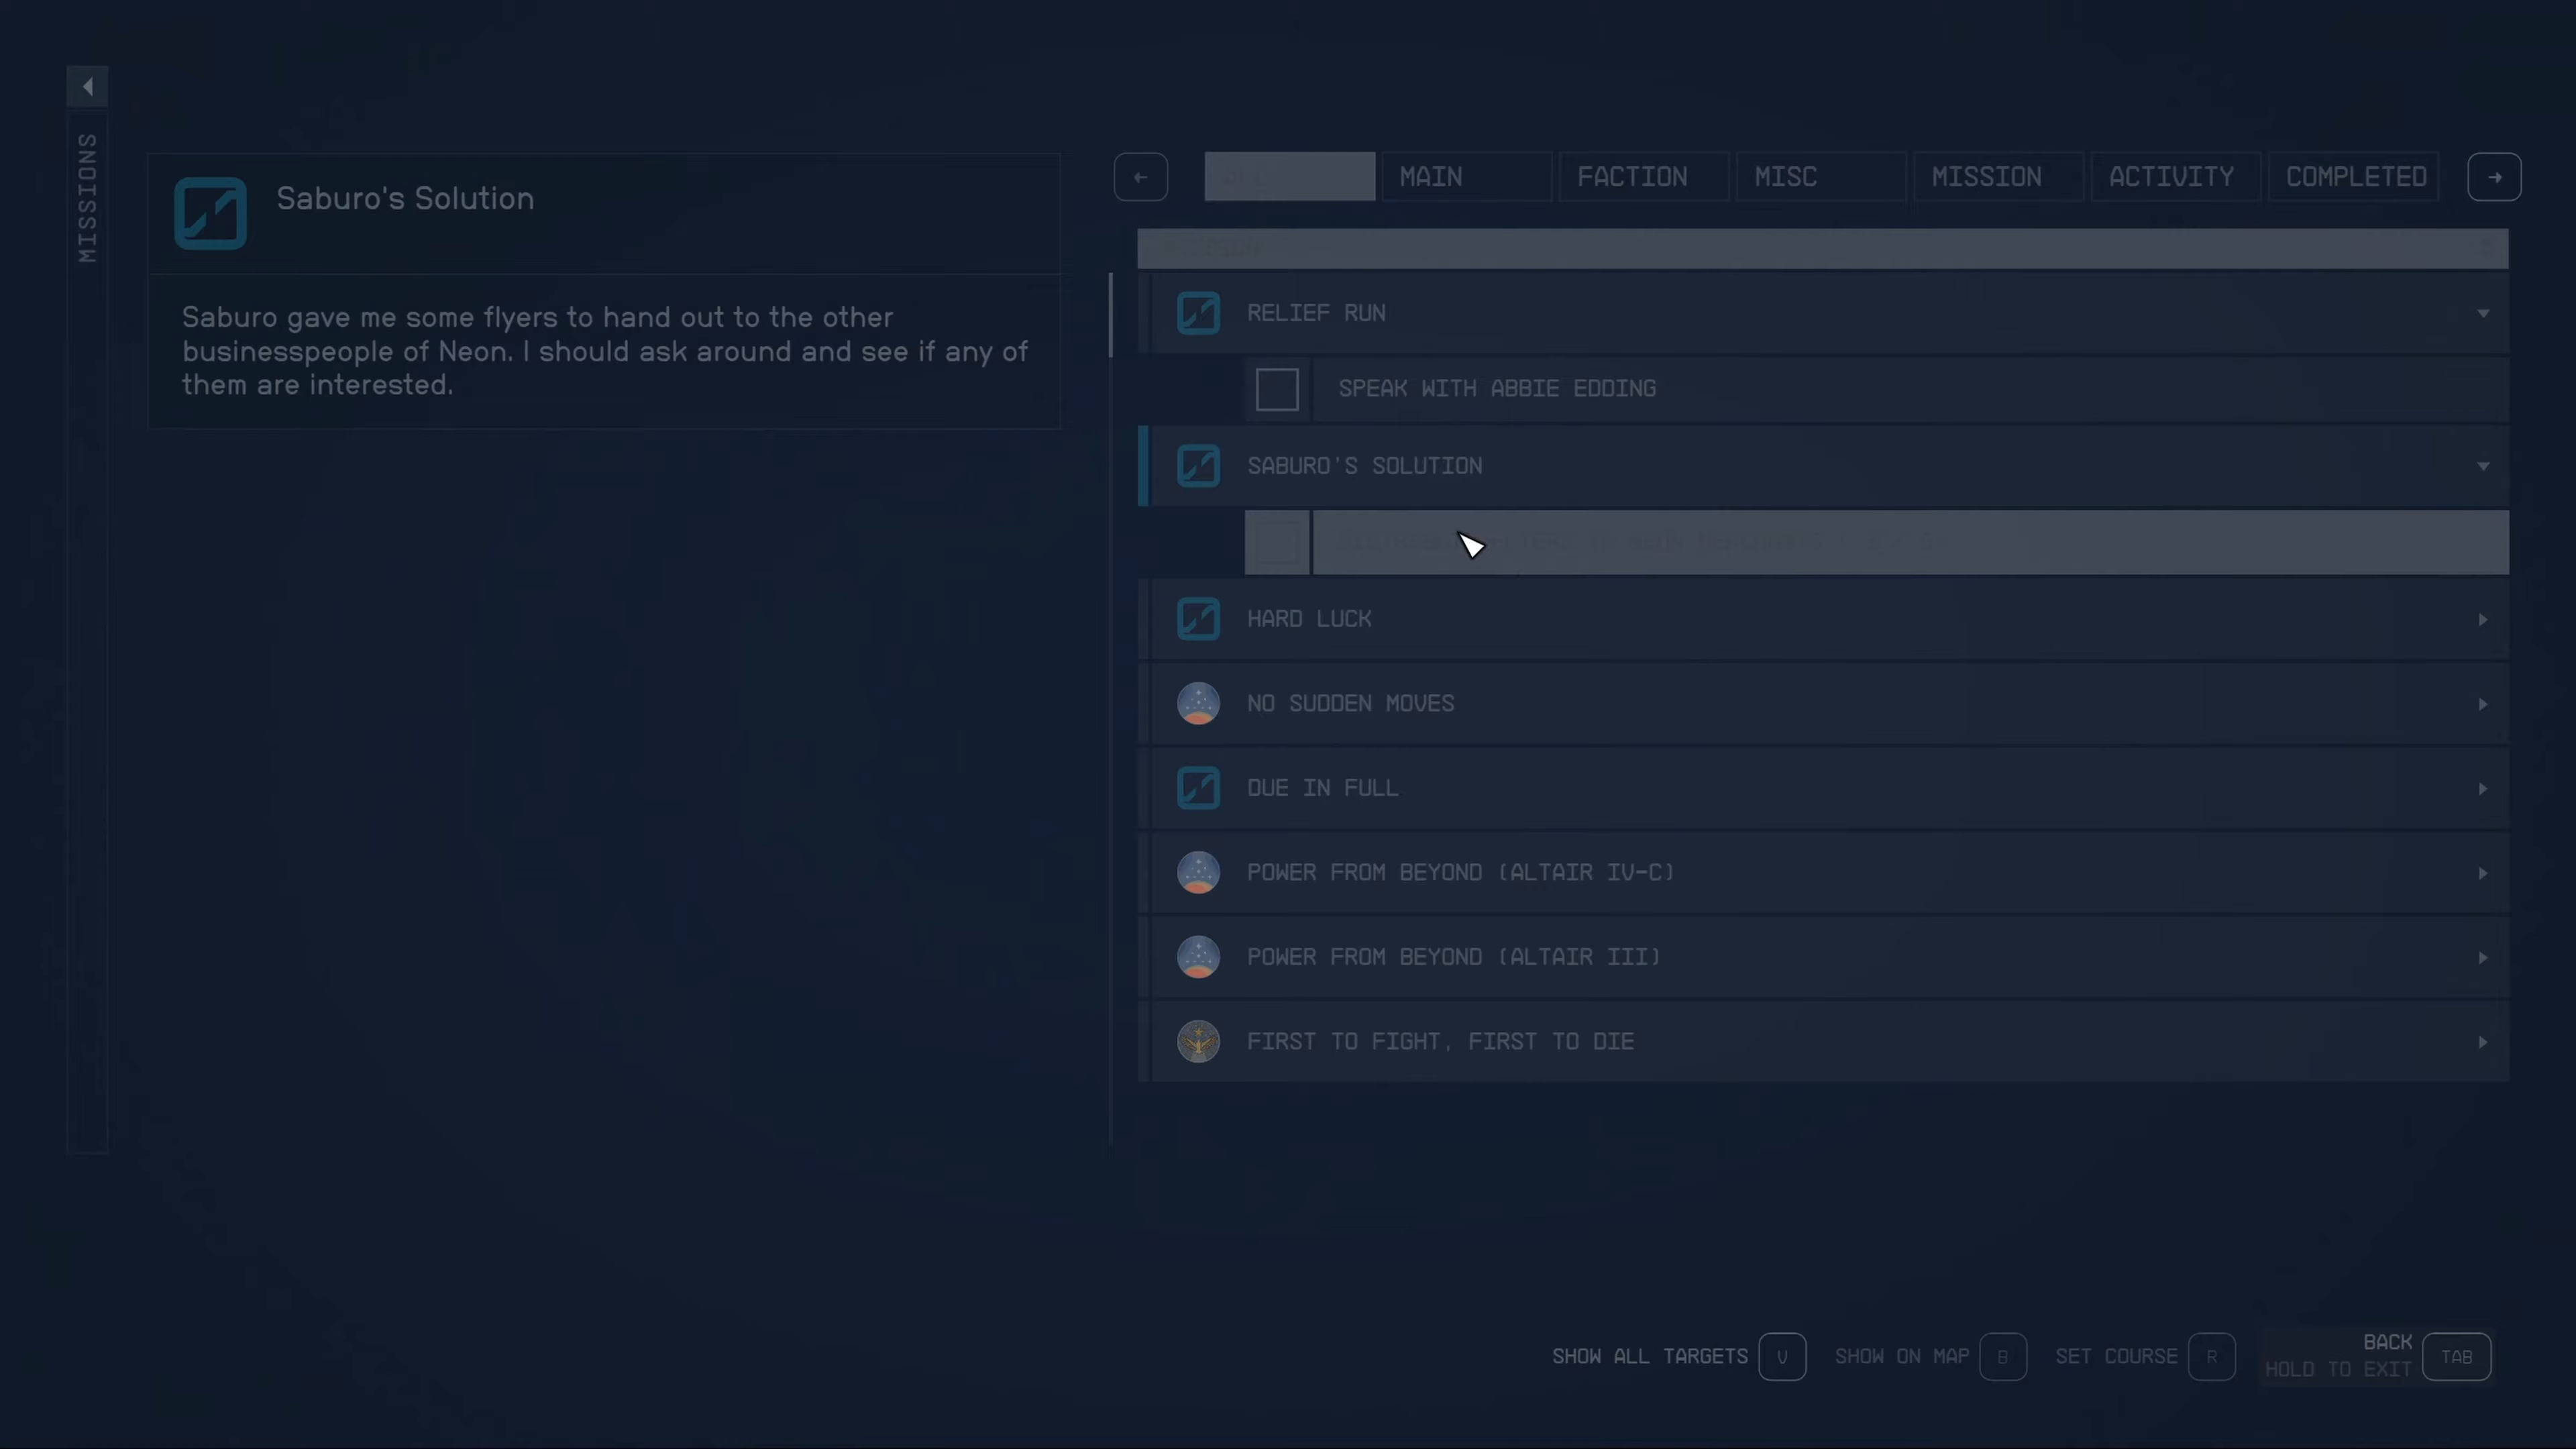 MISSIONS
Saburo's Solution
Saburo gave me some flyers to hand out to the other
businesspeople of Neon. I should ask around and see if any of
them are interested.
MAIN
FACTION
MISC
MISSION
ACTIVITY
COMPLETED
RELIEF RUN
SPEAK WITH ABBIE EDDING
SABURO'S SOLUTION
HARD LUCK
NO SUDDEN MOVES
DUE IN FULL
POWER FROM BEYOND (ALTAIR IV-C)
POWER FROM BEYOND (ALTAIR III)
FIRST TO FIGHT, FIRST TO DIE
SHOW ALL TARGETS V
SHOW ON MAP B
SET COURSE R
BACK
HOLD TO EXIT
TAB